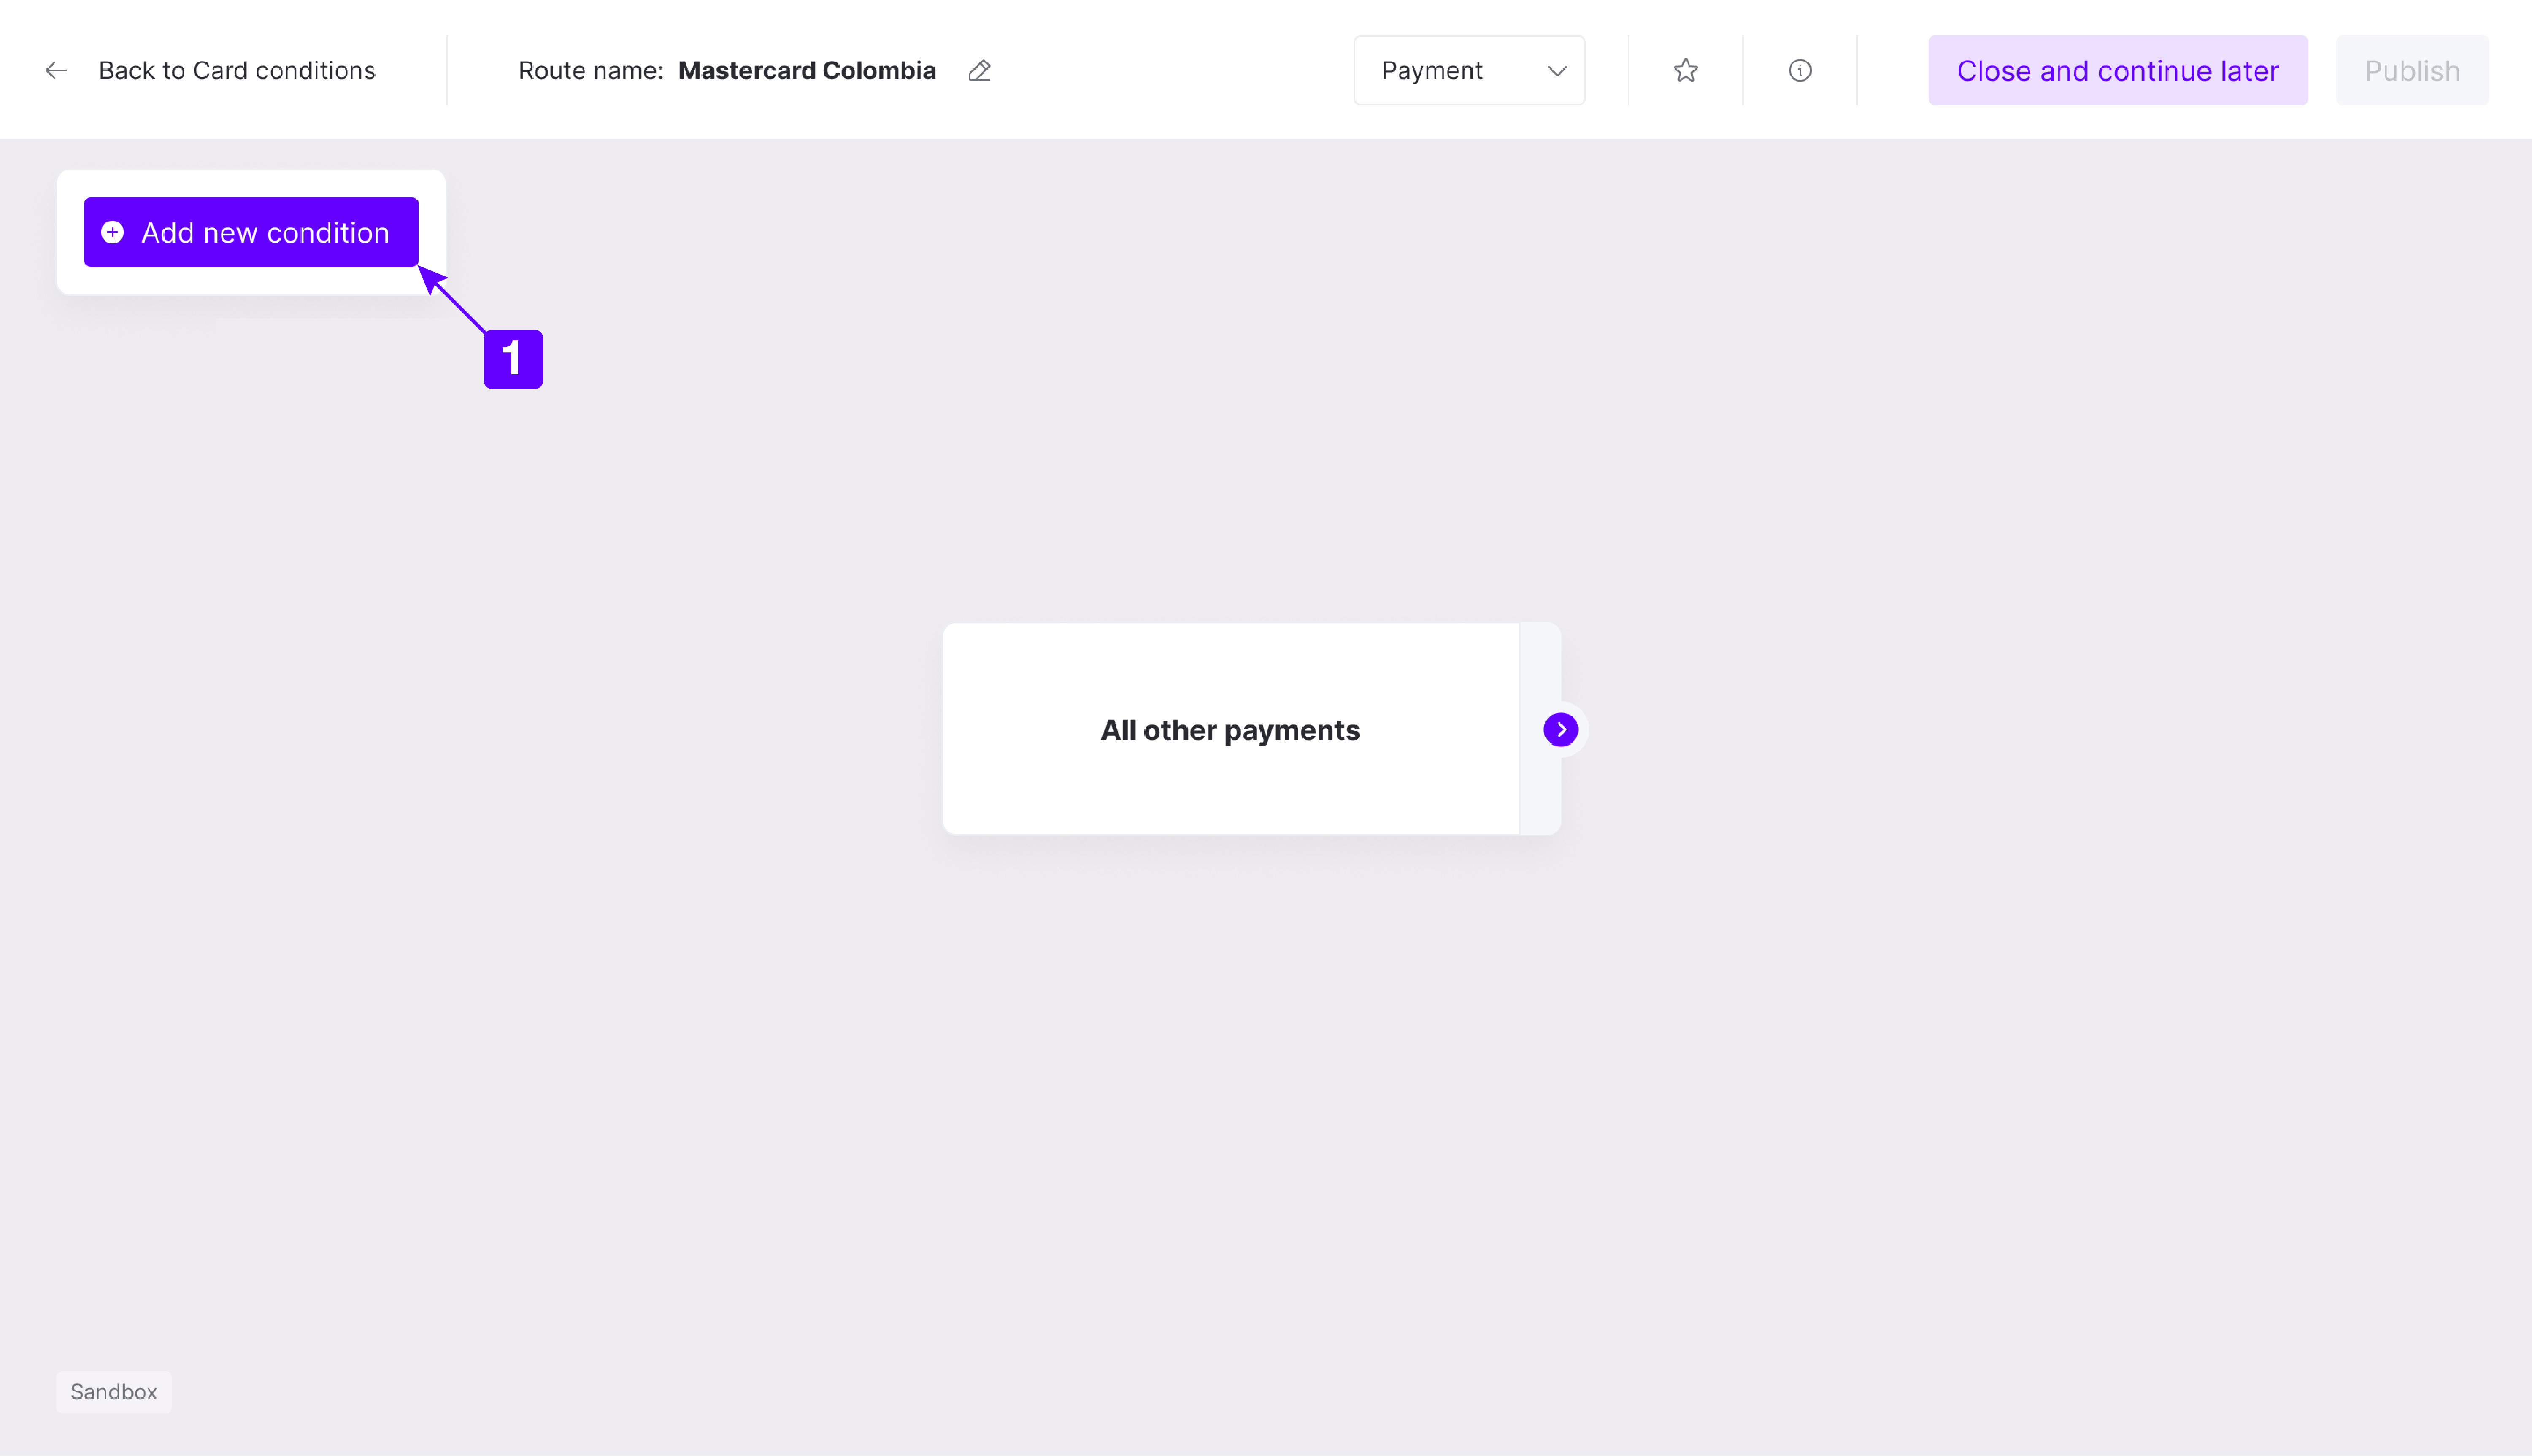 Back to Card conditions
Route name: Mastercard Colombia
Payment
Close and continue later
Publish
Add new condition
1
All other payments
Sandbox